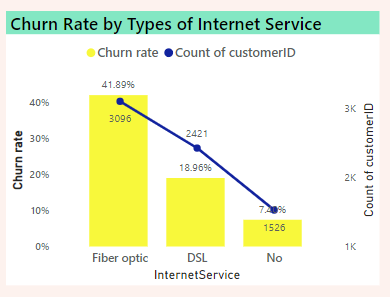 Churn Rate by Types of Internet Service
Churn rate Count of customerID
41.89%
3096
2421
18.96%
1526
40%
30%
20%
10%
0%
3K
2K
1K
Churn rate
Count of customerID
Fiber optic DSL No
InternetService